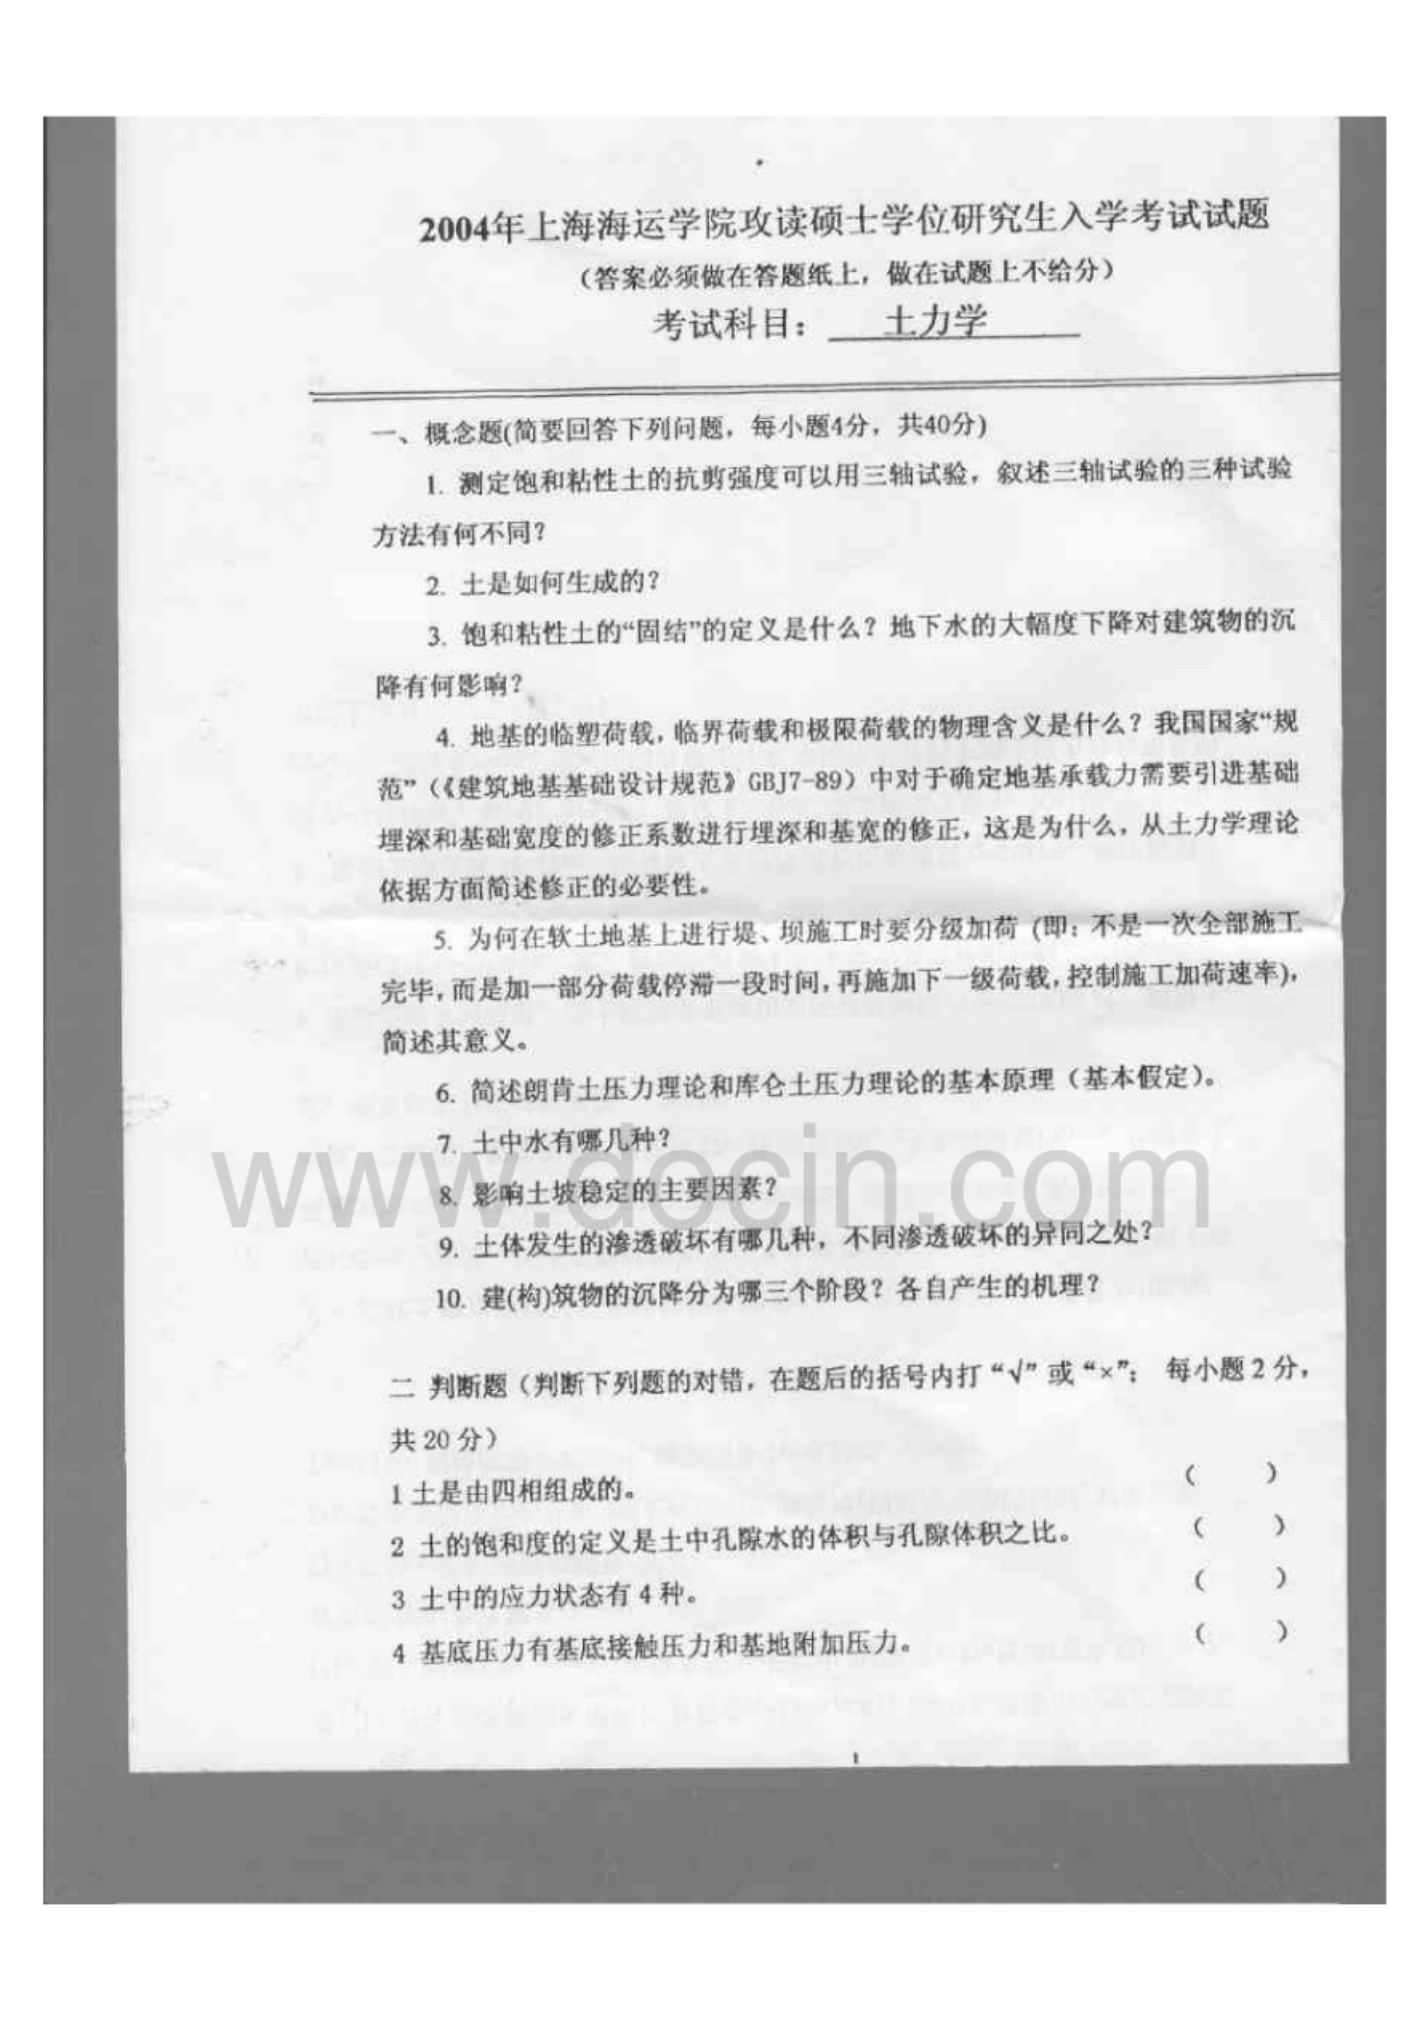 2004年上海海运学院攻读硕士学位研究生入学考试试题
（答案必须做在答题纸上，做在试题上不给分）
考试科目：土力学
一、概念题(简要回答下列问题，每小题4分，共40分)
1. 测定饱和粘性土的抗剪强度可以用三轴试验，叙述三轴试验的三种试验
方法有何不同？
2. 土是如何生成的？
3. 饱和粘性土的“固结”的定义是什么？地下水的大幅度下降对建筑物的沉
降有何影响？
4. 地基的临塑荷载，临界荷载和极限荷载的物理含义是什么？我国国家“规
范”（《建筑地基基础设计规范》GBJ7-89）中对于确定地基承载力需要引进基础
埋深和基础宽度的修正系数进行埋深和基宽的修正，这是为什么，从土力学理论
依据方面简述修正的必要性。
5. 为何在软土地基上进行堤、坝施工时要分级加荷 (即：不是一次全部施工
完毕，而是加一部分荷载停滞一段时间，再施加下一级荷载，控制施工加荷速率)，
简述其意义。
6. 简述朗肯土压力理论和库仑土压力理论的基本原理（基本假定）。
7. 土中水有哪几种？
8. 影响土坡稳定的主要因素？
9. 土体发生的渗透破坏有哪几种，不同渗透破坏的异同之处？
10. 建(构)筑物的沉降分为哪三个阶段？各自产生的机理？
二 判断题（判断下列题的对错，在题后的括号内打“√”或“×”； 每小题 2 分，
共 20 分）
1 土是由四相组成的。 （ ）
2 土的饱和度的定义是土中孔隙水的体积与孔隙体积之比。 （ ）
3 土中的应力状态有 4 种。 （ ）
4 基底压力有基底接触压力和基地附加压力。 （ ）
1
www.docin.com